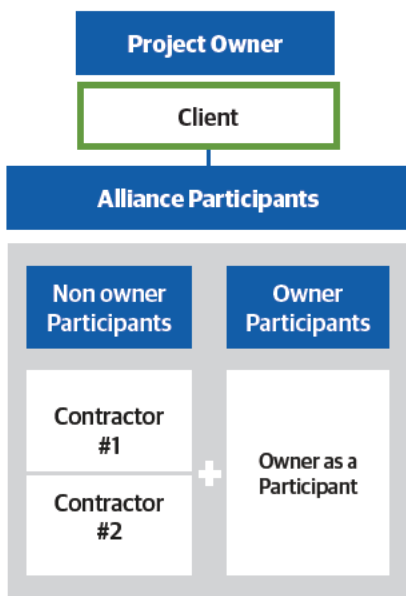 Project Owner
Client
Alliance Participants
Non owner
Participants
Owner
Participants
Contractor
#1
Contractor
#2
Owner as a
Participant